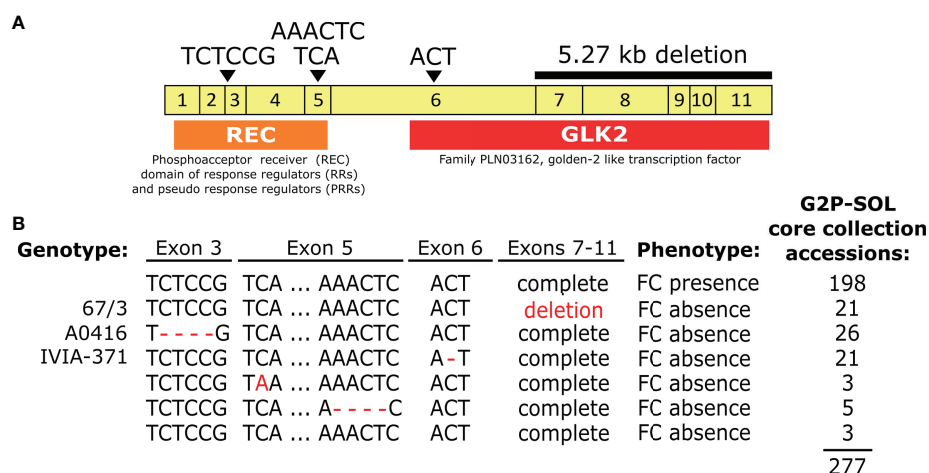 A
AAACTC
TCTCCG TCA ACT 5.27 kb deletion
1 2 3 4 5 6 7 8 9 10 11
REC GLK2
Phosphoacceptor receiver (REC)
domain of response regulators (RRs)
and pseudo response regulators (PRRs)
Family PLN03162, golden-2 like transcription factor
B
G2P-SOL
core collection
accessions:
Genotype: Exon 3 Exon 5 Exon 6 Exons 7-11 Phenotype:
TCTCCG TCA ... AAACTC ACT complete FC presence 198
67/3 TCTCCG TCA ... AAACTC ACT deletion FC absence 21
A0416 T----G TCA ... AAACTC ACT complete FC absence 26
IVIA-371 TCTCCG TCA ... AAACTC A-T complete FC absence 21
TCTCCG TAA ... AAACTC ACT complete FC absence 3
TCTCCG TCA ... A----C ACT complete FC absence 5
TCTCCG TCA ... AAACTC ACT complete FC absence 3
277